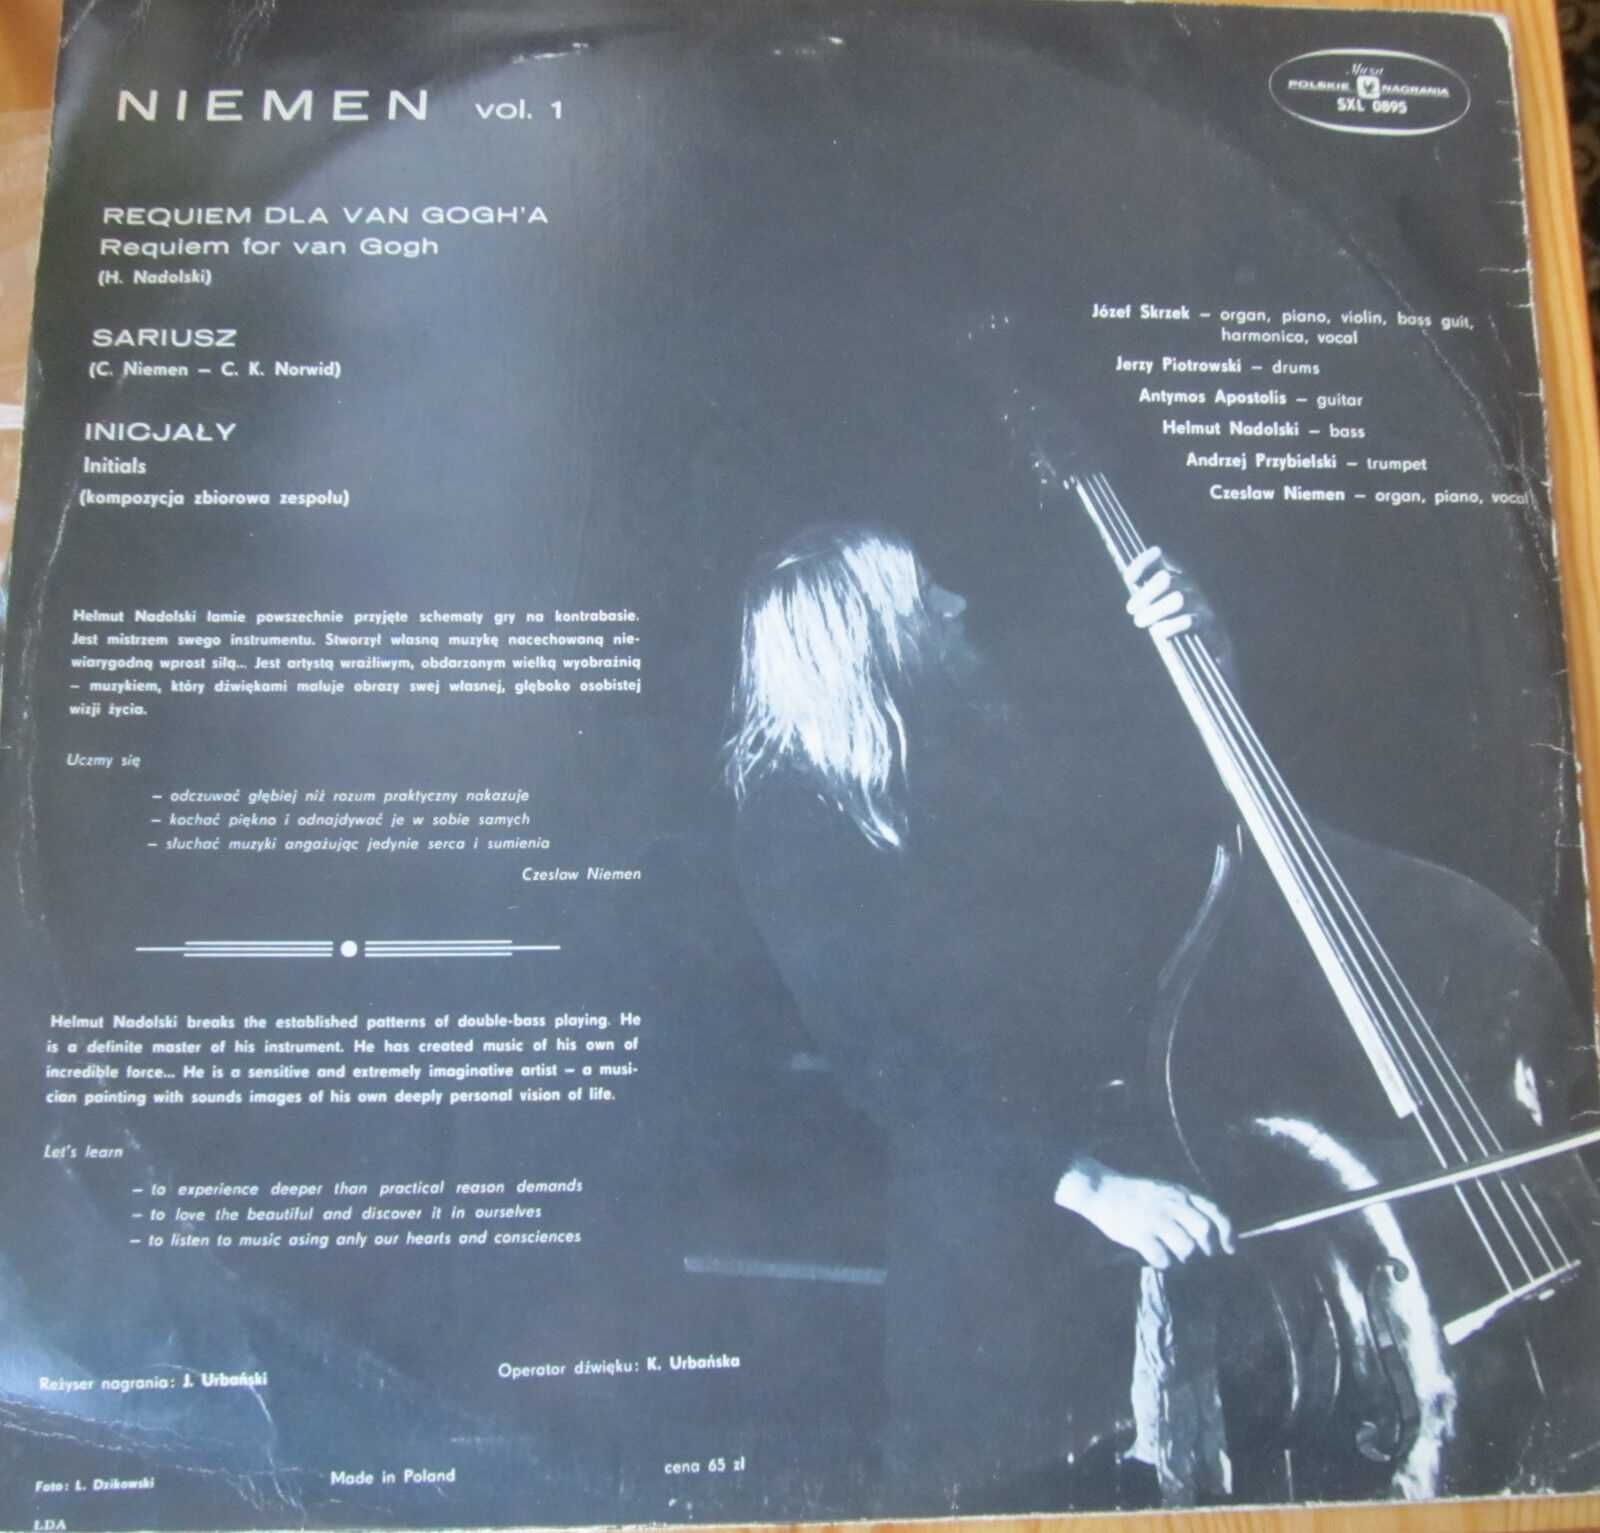 NIEMEN vol. 1
Muza
POLSKIE NAGRANIA
SXL 0895
REQUIEM DLA VAN GOGH'A
Requiem for van Gogh
(H. Nadolski)
SARIUSZ
(C. Niemen – C. K. Norwid)
INICJAŁY
Initials
(kompozycja zbiorowa zespołu)
Józef Skrzek – organ, piano, violin, bass guit,
harmonica, vocal
Jerzy Piotrowski – drums
Antymos Apostolis – guitar
Helmut Nadolski – bass
Andrzej Przybielski – trumpet
Czesław Niemen – organ, piano, vocal
Helmut Nadolski łamie powszechnie przyjęte schematy gry na kontrabasie.
Jest mistrzem swego instrumentu. Stworzył własną muzykę nacechowaną nie-
wiarygodną wprost siłą... Jest artystą wrażliwym, obdarzonym wielką wyobraźnią
– muzykiem, który dźwiękami maluje obrazy swej własnej, głęboko osobistej
wizji życia.
Uczmy się
– odczuwać głębiej niż rozum praktyczny nakazuje
– kochać piękno i odnajdywać je w sobie samych
– słuchać muzyki angażując jedynie serca i sumienia
Czesław Niemen
Helmut Nadolski breaks the established patterns of double-bass playing. He
is a definite master of his instrument. He has created music of his own of
incredible force... He is a sensitive and extremely imaginative artist – a musi-
cian painting with sounds images of his own deeply personal vision of life.
Let's learn
– to experience deeper than practical reason demands
– to love the beautiful and discover it in ourselves
– to listen to music asing anly our hearts and consciences
Reżyser nagrania: J. Urbański
Operator dźwięku: K. Urbańska
Foto: L. Dzikowski
Made in Poland
cena 65 zł
ŁDA